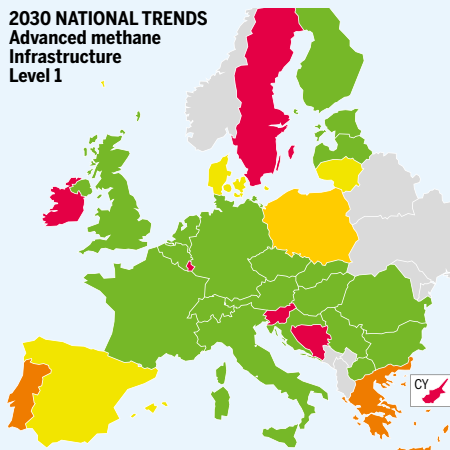 2030 NATIONAL TRENDS
Advanced methane
Infrastructure
Level 1
CY